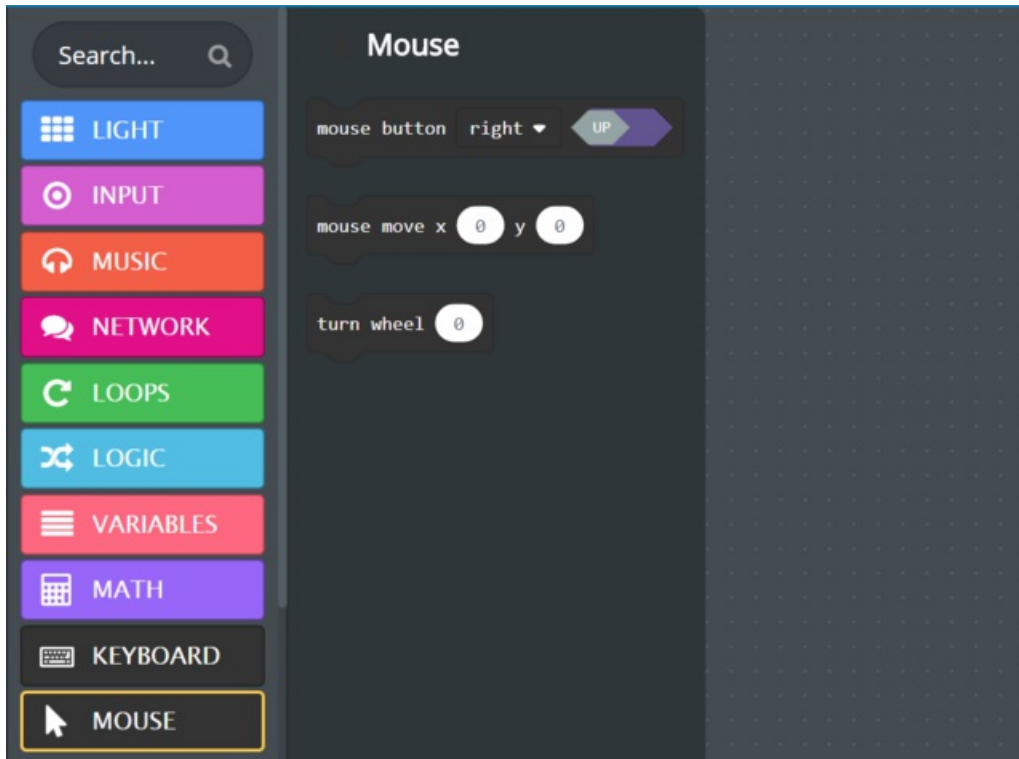 Search...
LIGHT
INPUT
MUSIC
NETWORK
LOOPS
LOGIC
VARIABLES
MATH
KEYBOARD
MOUSE
Mouse
mouse button right UP
mouse move x 0 y 0
turn wheel 0